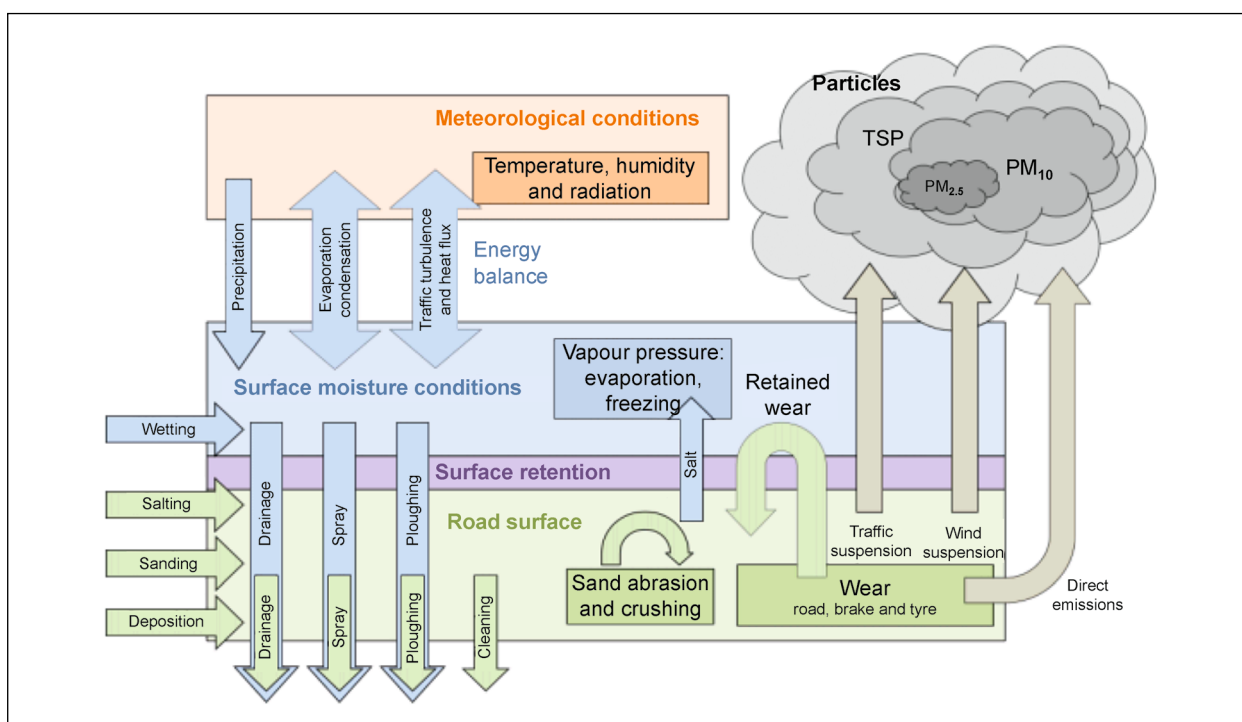 Particles
TSP
PM10
PM2.5
Meteorological conditions
Temperature, humidity
and radiation
Precipitation
Evaporation
condensation
Traffic turbulence
and heat flux
Energy
balance
Surface moisture conditions
Vapour pressure:
evaporation,
freezing
Retained
wear
Wetting
Salt
Surface retention
Salting
Sanding
Deposition
Road surface
Drainage
Spray
Ploughing
Drainage
Spray
Ploughing
Cleaning
Sand abrasion
and crushing
Traffic
suspension
Wind
suspension
Wear
road, brake and tyre
Direct
emissions